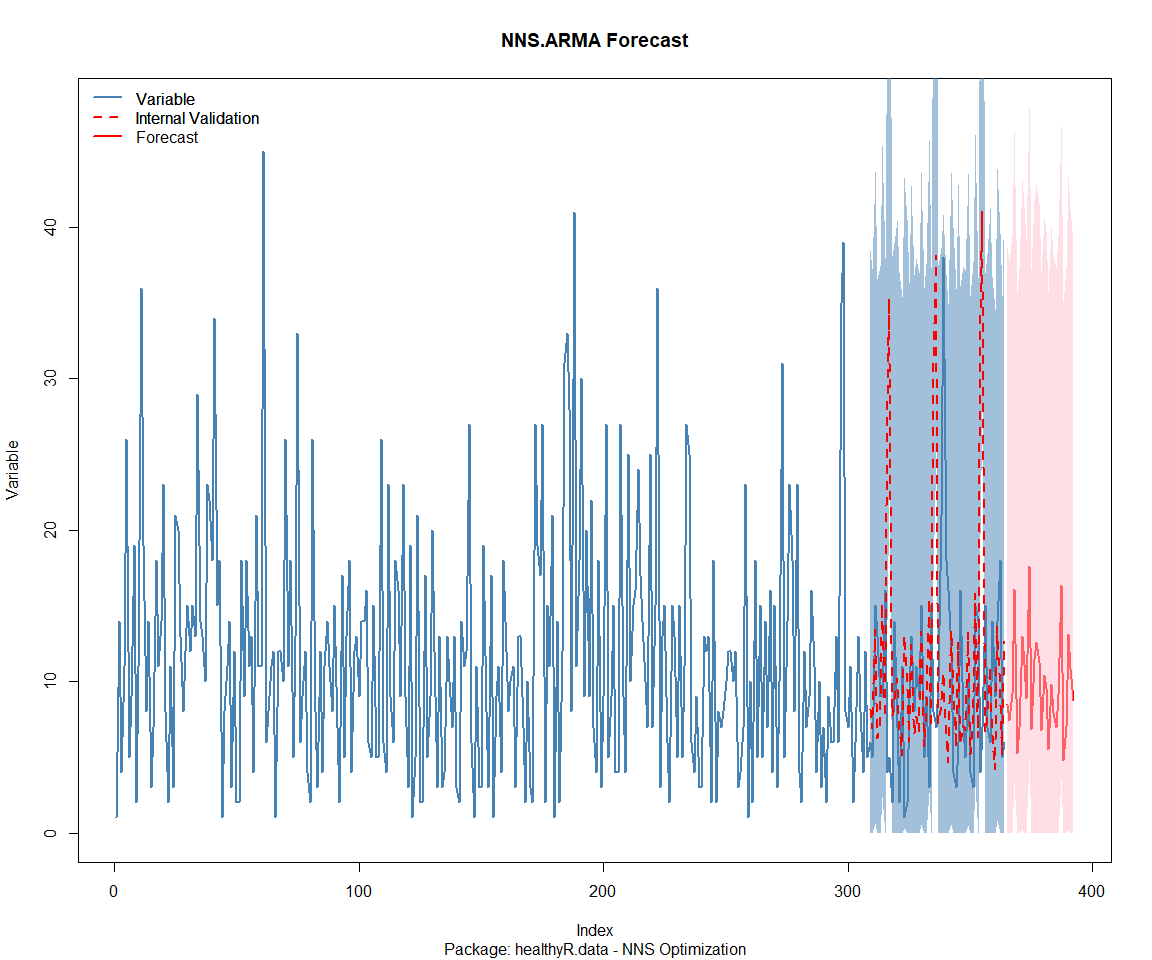 NNS.ARMA Forecast
Variable
Internal Validation
Forecast
Variable
40
30
20
10
0
0 100 200 300 400
Index
Package: healthyR.data - NNS Optimization